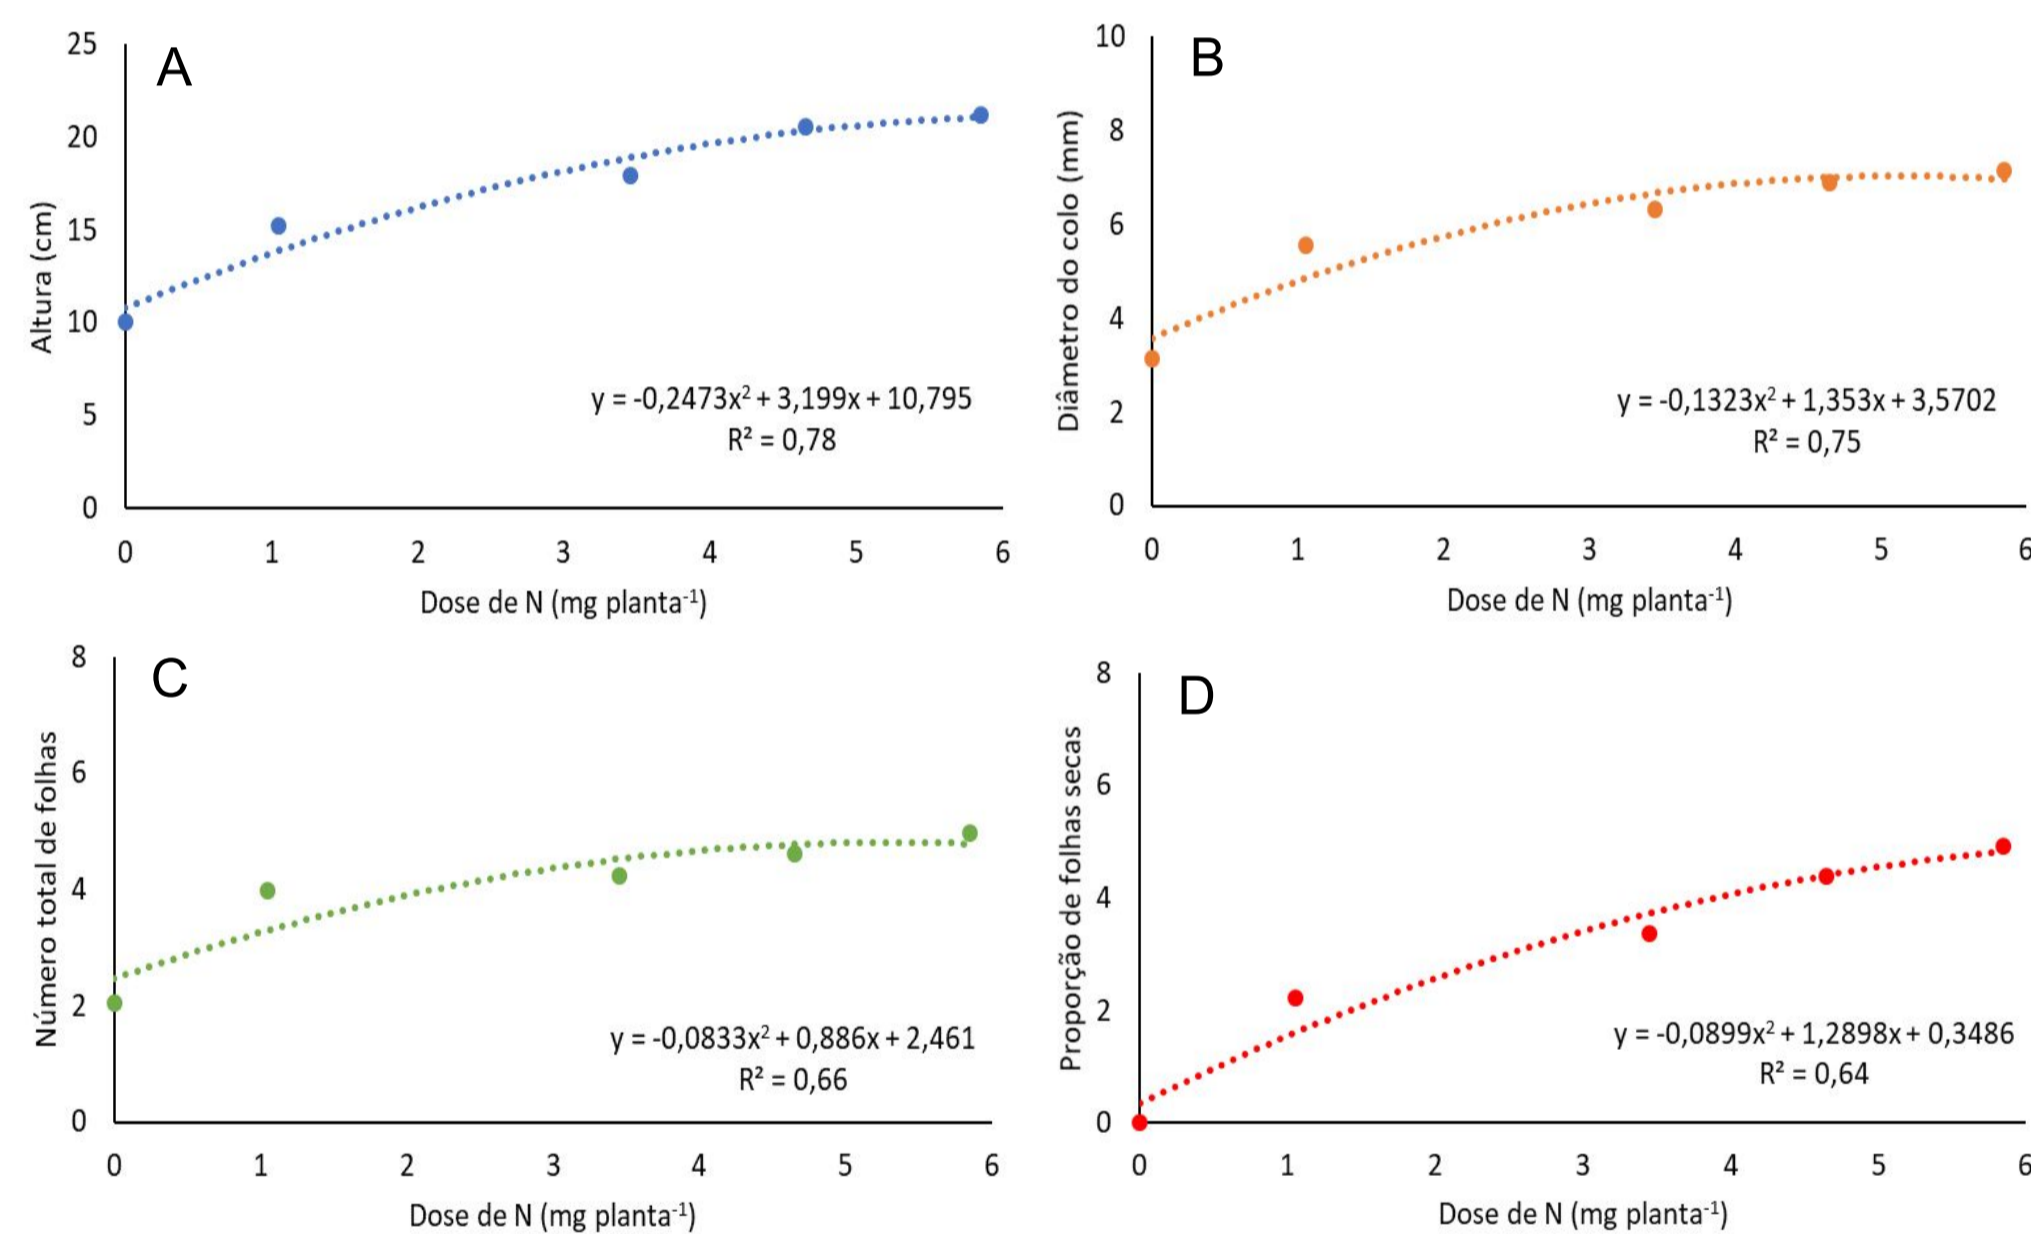 A
25
20
15
10
5
0
Altura (cm)
y = -0,2473x² + 3,199x + 10,795
R² = 0,78
0 1 2 3 4 5 6
Dose de N (mg planta⁻¹)
B
10
8
6
4
2
0
Diâmetro do colo (mm)
y = -0,1323x² + 1,353x + 3,5702
R² = 0,75
0 1 2 3 4 5 6
Dose de N (mg planta⁻¹)
C
8
6
4
2
0
Número total de folhas
y = -0,0833x² + 0,886x + 2,461
R² = 0,66
0 1 2 3 4 5 6
Dose de N (mg planta⁻¹)
D
8
6
4
2
0
Proporção de folhas secas
y = -0,0899x² + 1,2898x + 0,3486
R² = 0,64
0 1 2 3 4 5 6
Dose de N (mg planta⁻¹)